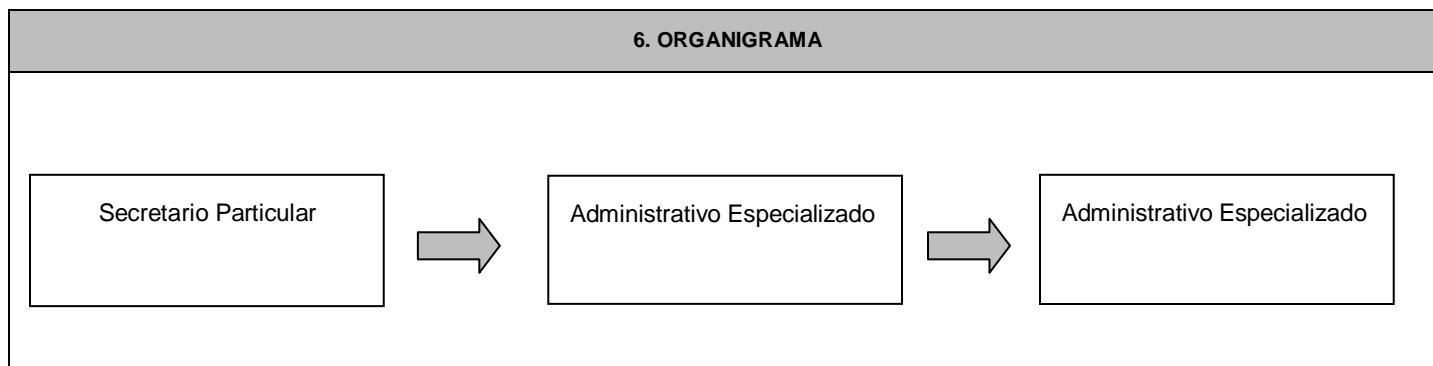 6. ORGANIGRAMA
Secretario Particular
Administrativo Especializado
Administrativo Especializado